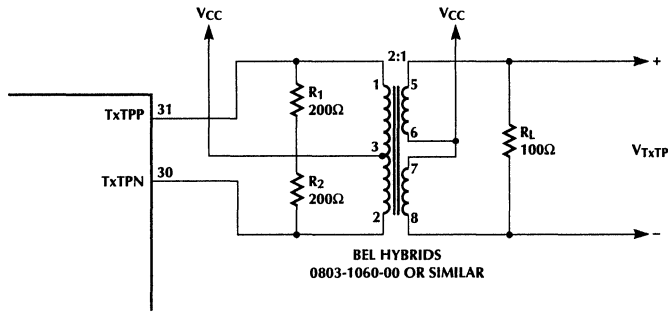 VCC
VCC
2:1
TxTPP
31
TxTPN
30
R1
200Ω
R2
200Ω
1
3
2
5
6
7
8
RL
100Ω
+
VTxTP
–
BEL HYBRIDS
0803-1060-00 OR SIMILAR